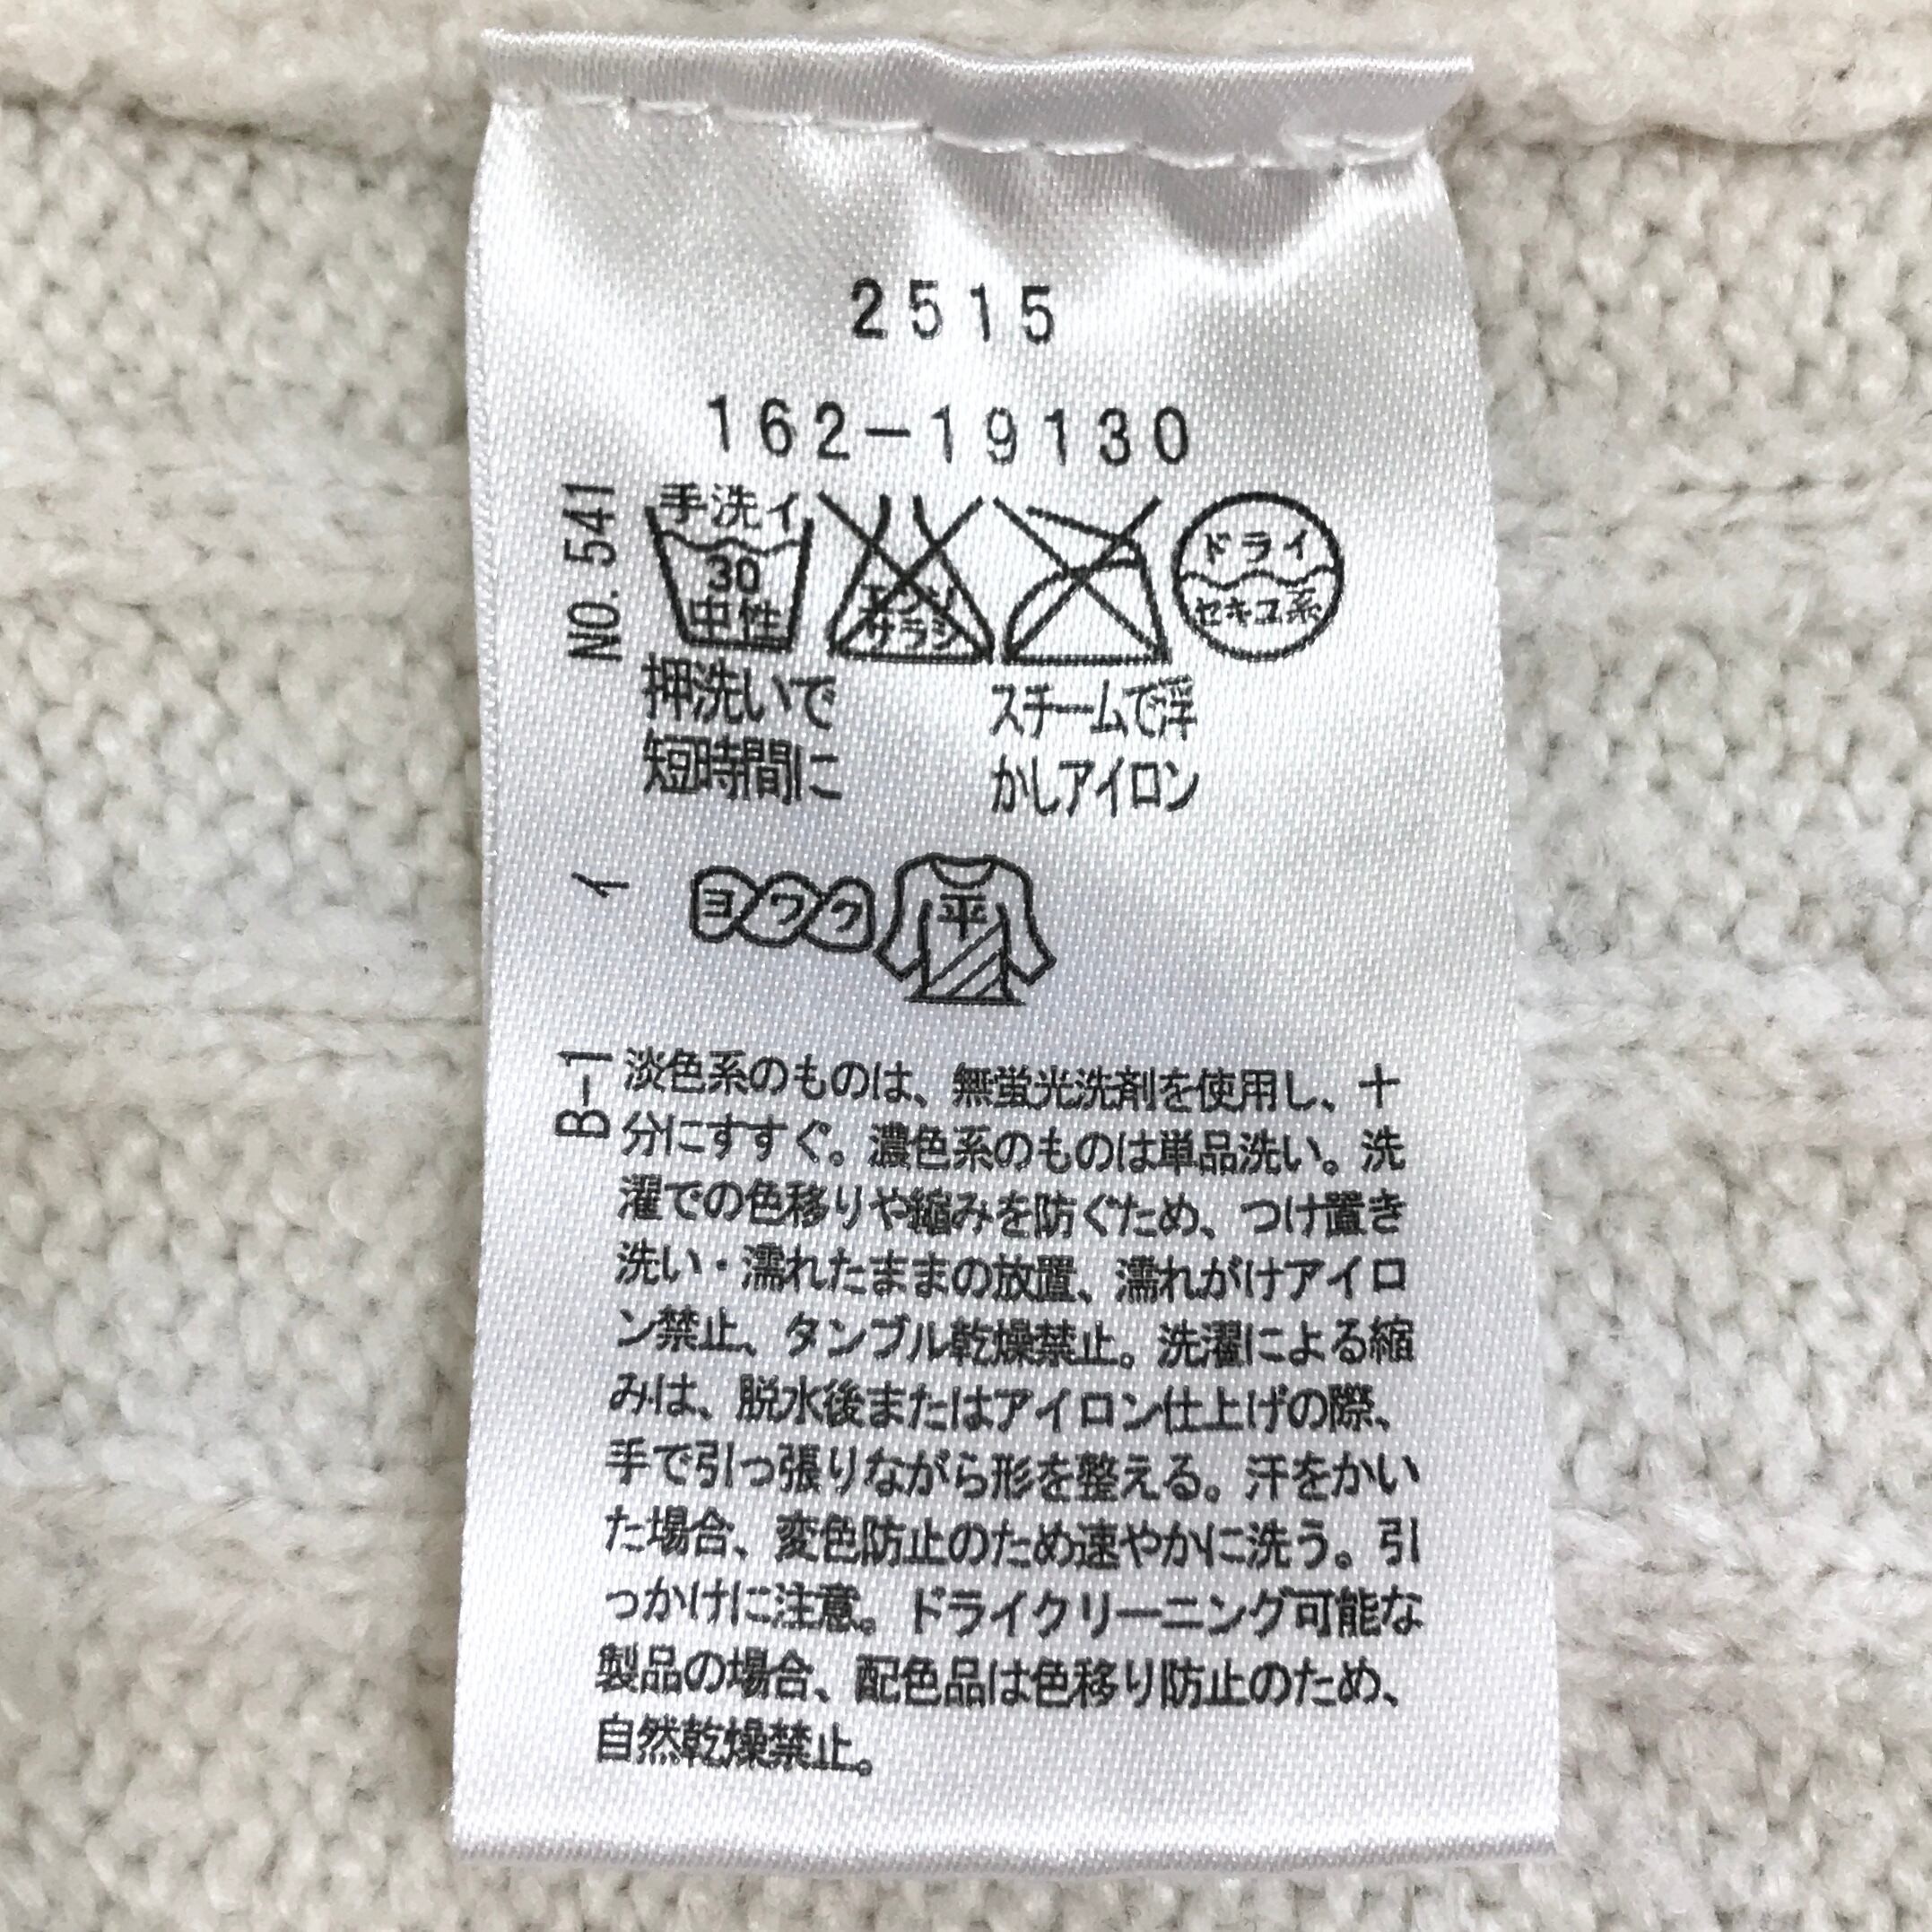 2515
162-19130
NO.541
手洗イ
30
中性
エンソ
サラシ
ドライ
セキユ系
押洗いで
短時間に
スチームで浮
かしアイロン
イ
ヨワク
平
B-1
淡色系のものは、無蛍光洗剤を使用し、十
分にすすぐ。濃色系のものは単品洗い。洗
濯での色移りや縮みを防ぐため、つけ置き
洗い・濡れたままの放置、濡れがけアイロ
ン禁止、タンブル乾燥禁止。洗濯による縮
みは、脱水後またはアイロン仕上げの際、
手で引っ張りながら形を整える。汗をかい
た場合、変色防止のため速やかに洗う。引
っかけに注意。ドライクリーニング可能な
製品の場合、配色品は色移り防止のため、
自然乾燥禁止。